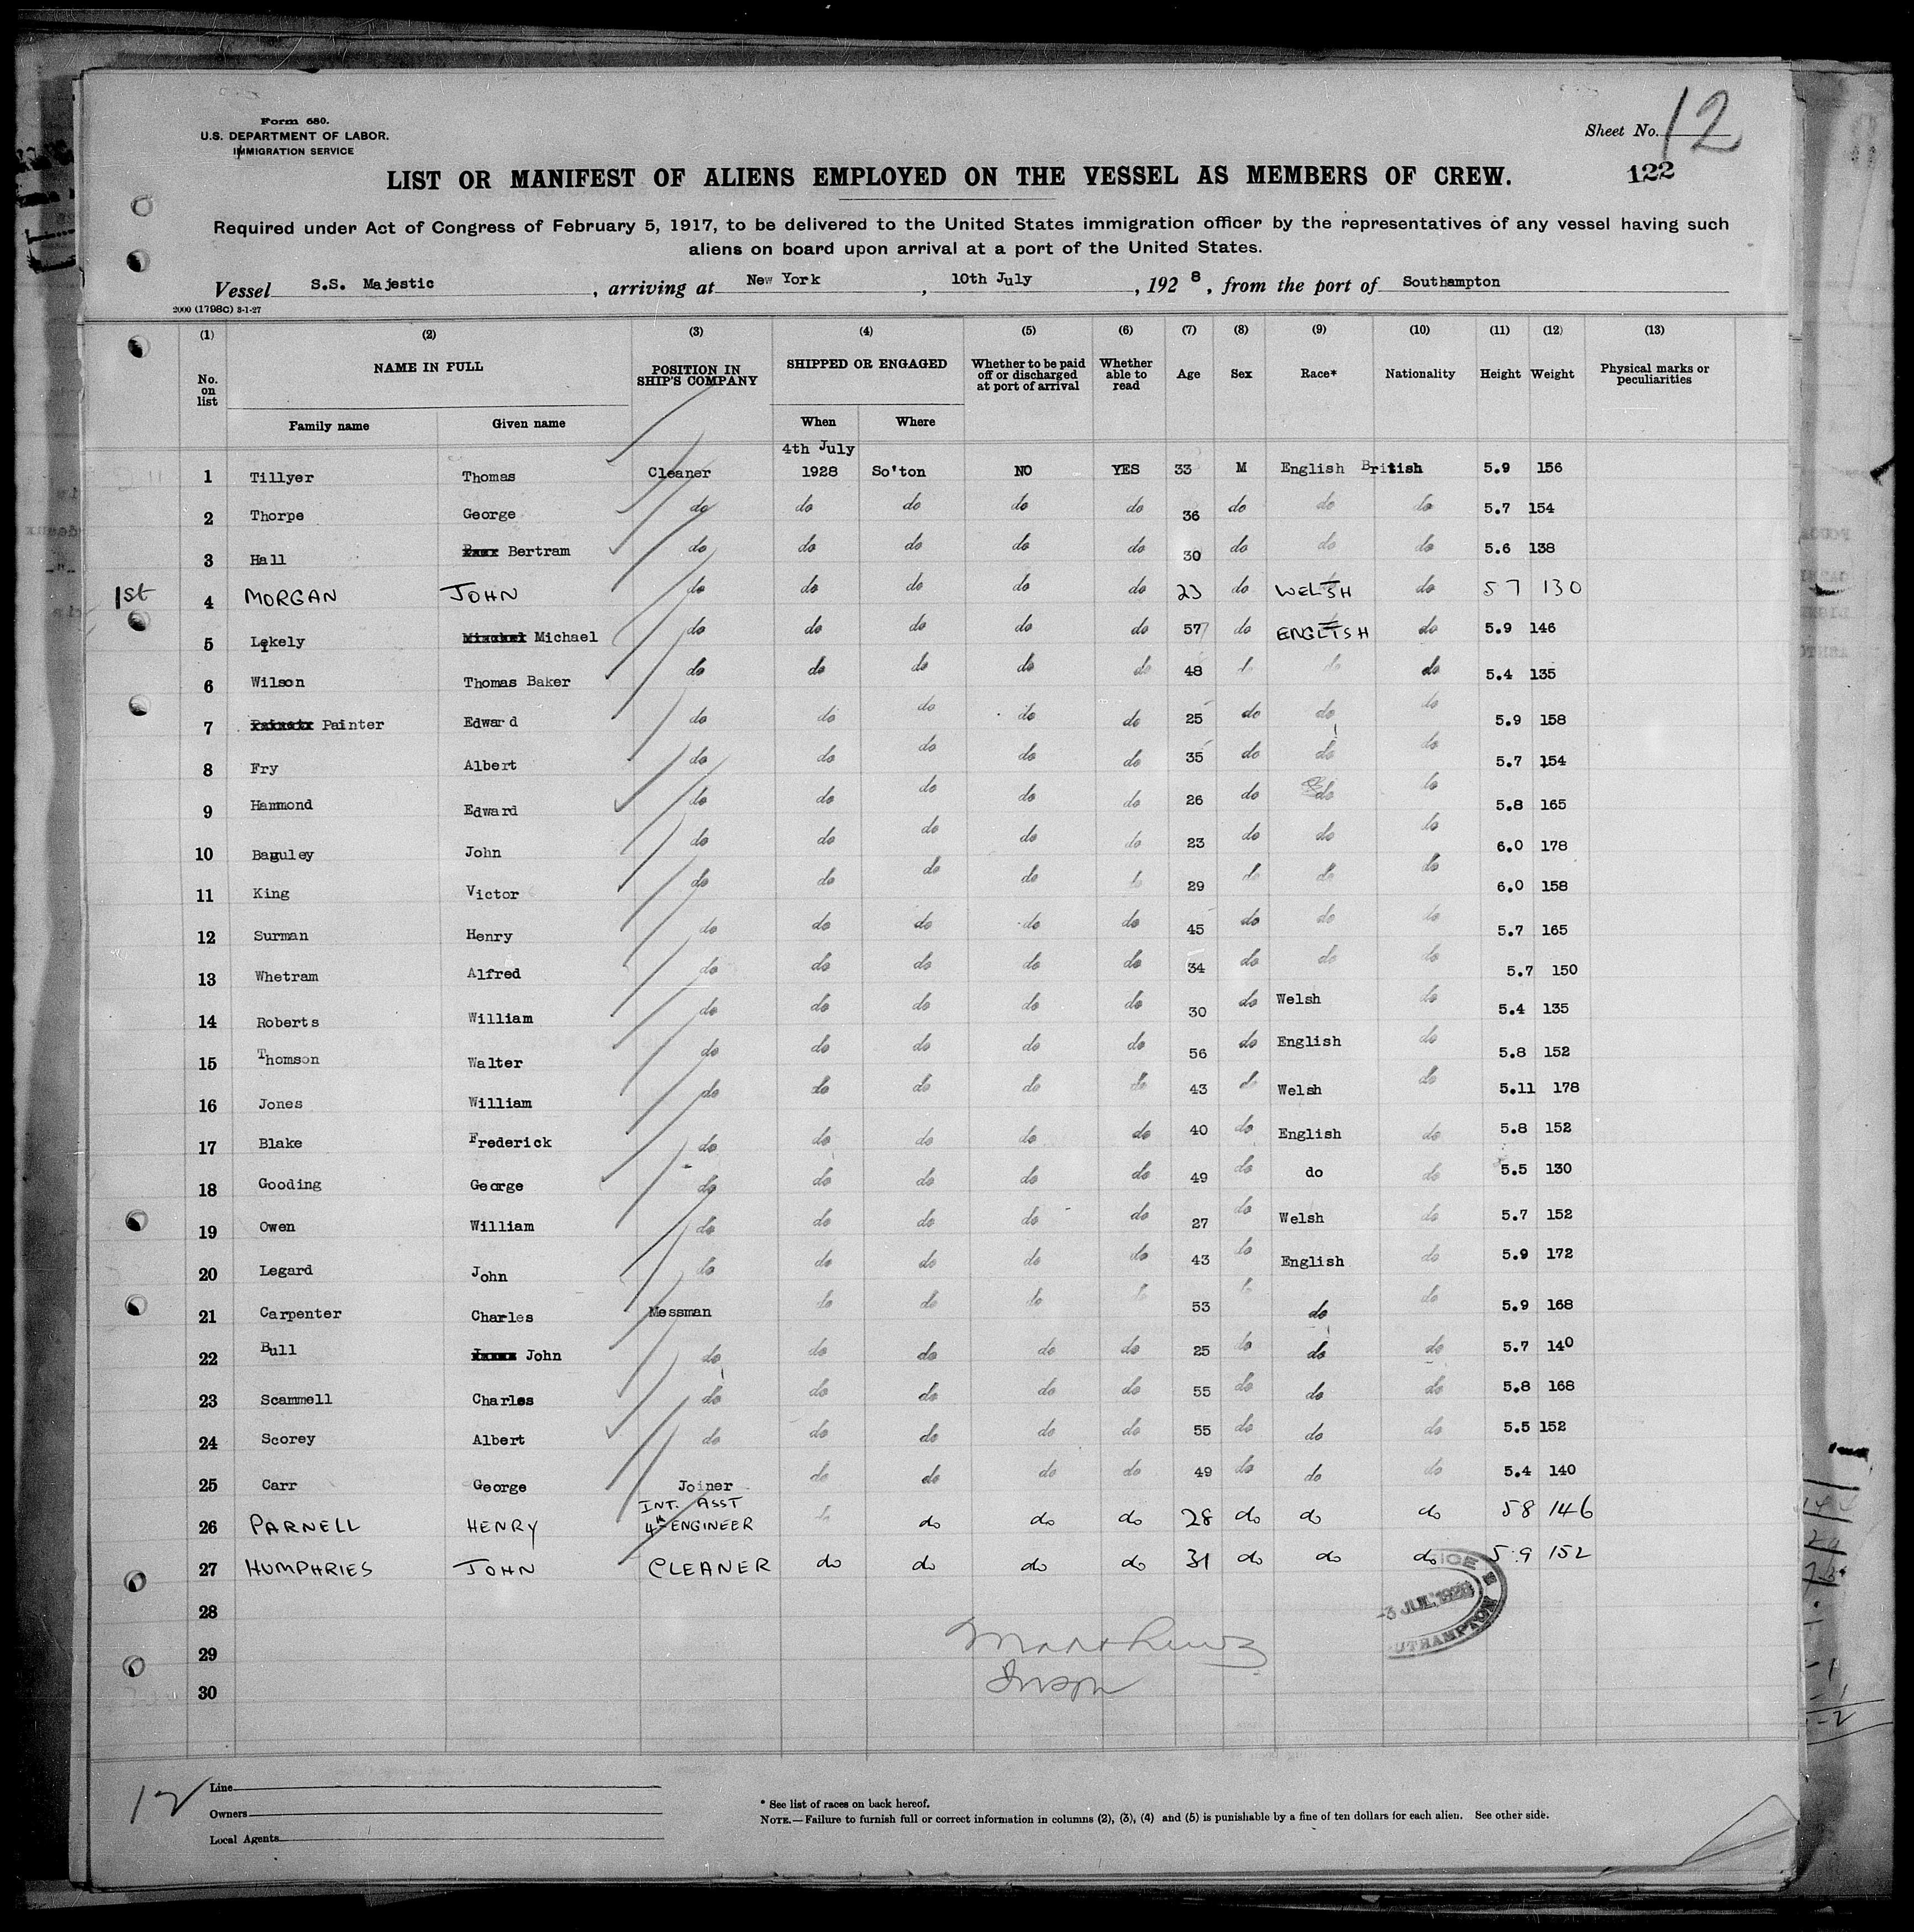 Form 680.
U.S. DEPARTMENT OF LABOR.
IMMIGRATION SERVICE
Sheet No. 12
122
LIST OR MANIFEST OF ALIENS EMPLOYED ON THE VESSEL AS MEMBERS OF CREW.
Required under Act of Congress of February 5, 1917, to be delivered to the United States immigration officer by the representatives of any vessel having such
aliens on board upon arrival at a port of the United States.
Vessel S.S. Majestic, arriving at New York, 10th July, 1928, from the port of Southampton
2000 (1798C) 3-1-27
(1) (2) (3) (4) (5) (6) (7) (8) (9) (10) (11) (12) (13)
No. on list NAME IN FULL POSITION IN SHIP'S COMPANY SHIPPED OR ENGAGED Whether to be paid off or discharged at port of arrival Whether able to read Age Sex Race* Nationality Height Weight Physical marks or peculiarities
Family name Given name When Where
4th July
1 Tillyer Thomas Cleaner 1928 So'ton NO YES 33 M English British 5.9 156
2 Thorpe George do do do do do 36 do do do 5.7 154
3 Hall Bertram do do do do do 30 do do do 5.6 138
1st 4 MORGAN JOHN do do do do do 23 do WELSH do 5 7 130
5 Lekely Michael do do do do do 57 do ENGLISH do 5.9 146
6 Wilson Thomas Baker do do do do do 48 do do do 5.4 135
7 Painter Edward do do do do do 25 do do do 5.9 158
8 Fry Albert do do do do do 35 do do do 5.7 154
9 Hammond Edward do do do do do 26 do do do 5.8 165
10 Baguley John do do do do do 23 do do do 6.0 178
11 King Victor do do do do do 29 do do do 6.0 158
12 Surman Henry do do do do do 45 do do do 5.7 165
13 Whetram Alfred do do do do do 34 do do do 5.7 150
14 Roberts William do do do do do 30 do Welsh do 5.4 135
15 Thomson Walter do do do do do 56 do English do 5.8 152
16 Jones William do do do do do 43 do Welsh do 5.11 178
17 Blake Frederick do do do do do 40 do English do 5.8 152
18 Gooding George do do do do do 49 do do do 5.5 130
19 Owen William do do do do do 27 do Welsh do 5.7 152
20 Legard John do do do do do 43 do English do 5.9 172
21 Carpenter Charles Messman do do do do 53 do do do 5.9 168
22 Bull John do do do do do 25 do do do 5.7 140
23 Scammell Charles do do do do do 55 do do do 5.8 168
24 Scorey Albert do do do do do 55 do do do 5.5 152
25 Carr George Joiner do do do do 49 do do do 5.4 140
INT. ASST
26 PARNELL HENRY 4th ENGINEER do do do do 28 do do do 5 8 146
27 HUMPHRIES JOHN CLEANER do do do do 31 do do do 5.9 152
28
-3 JUL. 1928
29
30
12
Line
Owners
Local Agents
* See list of races on back hereof.
NOTE.—Failure to furnish full or correct information in columns (2), (3), (4) and (5) is punishable by a fine of ten dollars for each alien. See other side.